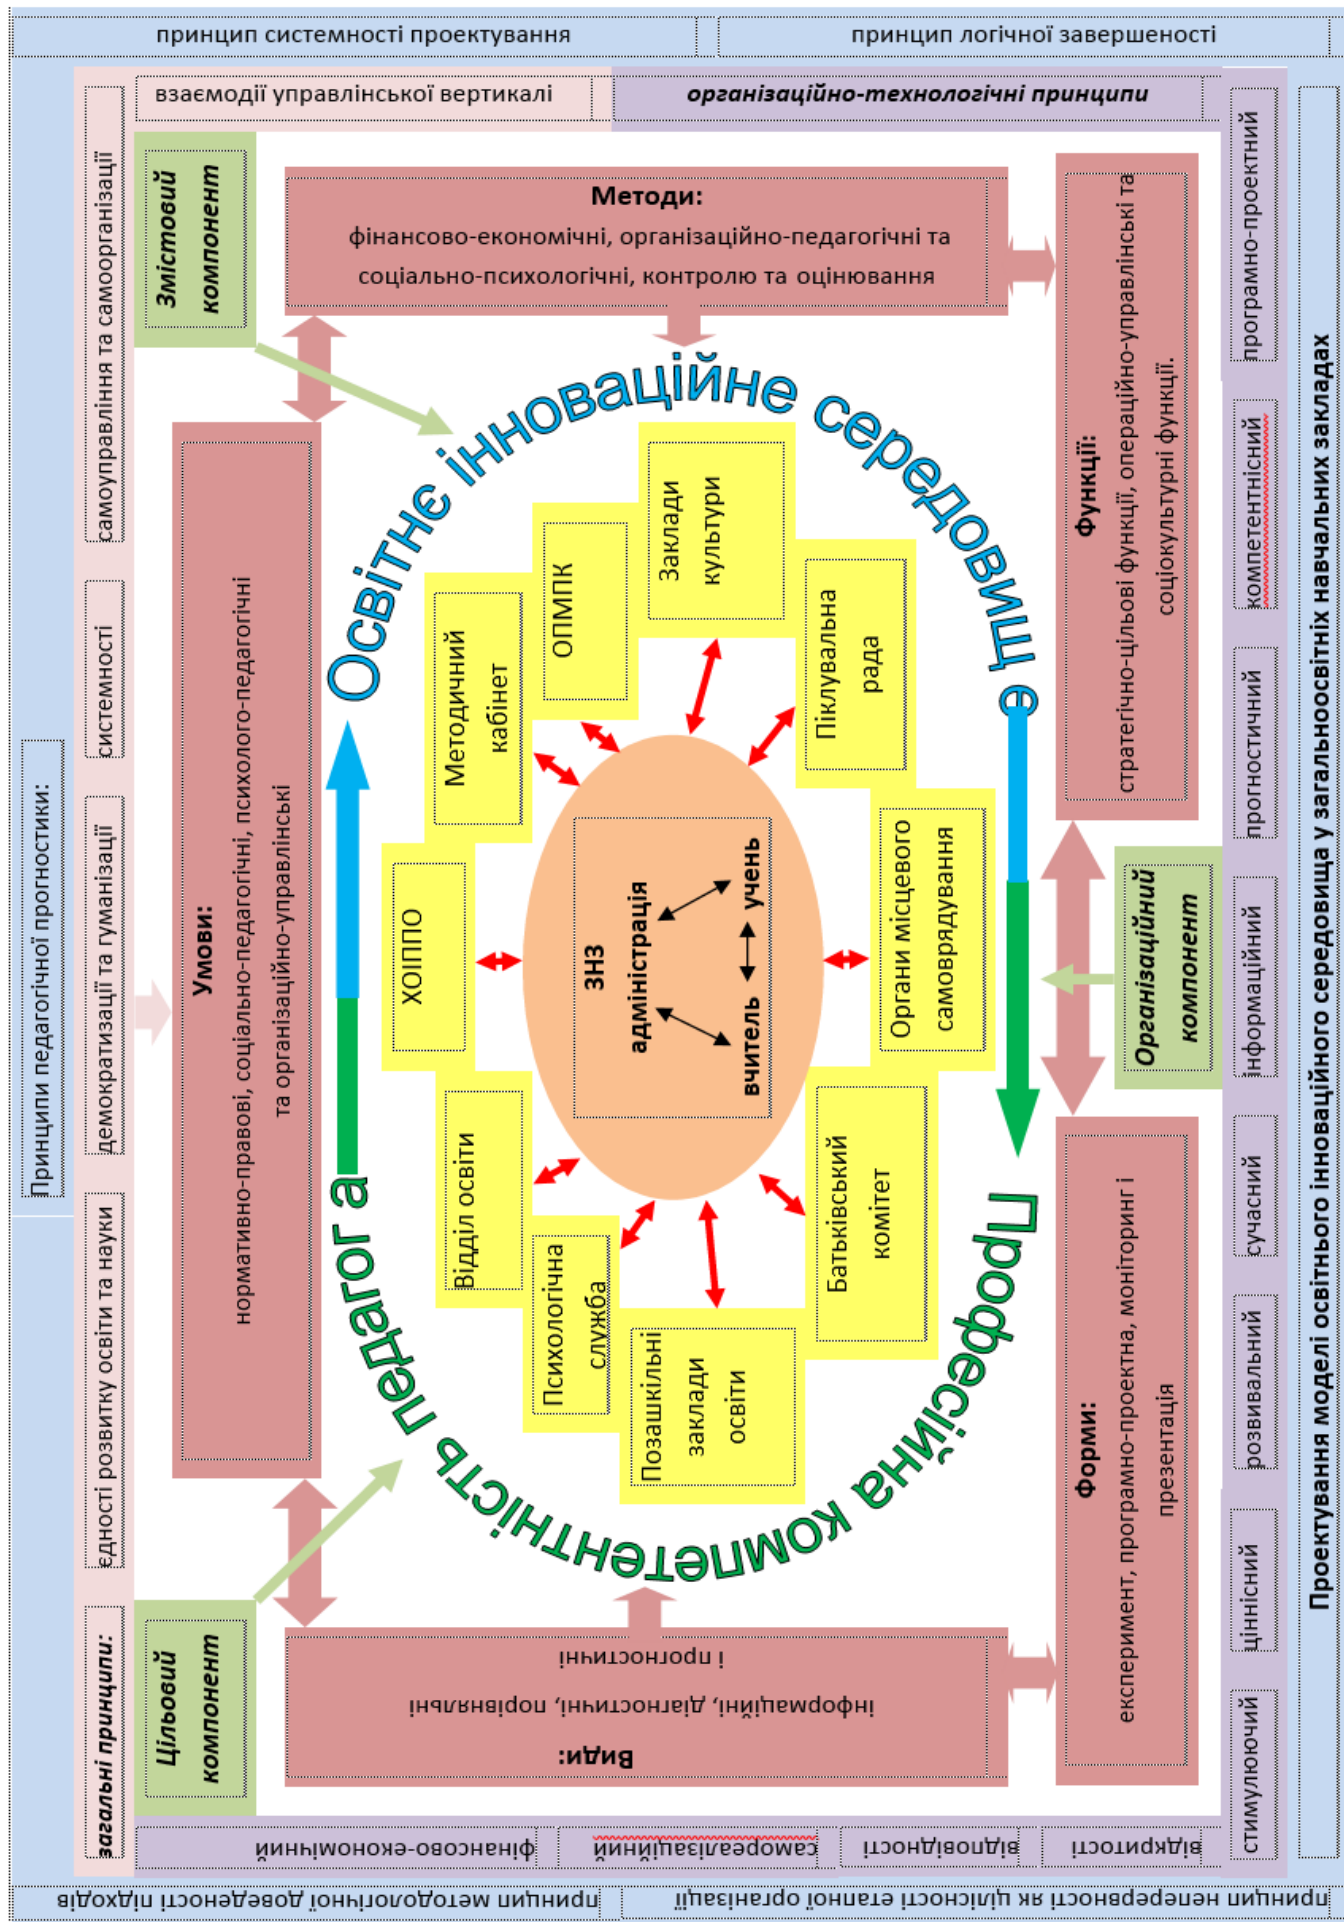 Принципи педагогічної прогностики:
принцип методологічної доведеності підходів
принцип неперервності як цілісності етапної організації
принцип системності проектування
принцип логічної завершеності
загальні принципи:
єдності розвитку освіти та науки
демократизації та гуманізації
системності
самоуправління та самоорганізації
взаємодії управлінської вертикалі
організаційно-технологічні принципи
фінансово-економічний
самореалізаційний
відповідності
відкритості
Цільовий
компонент
Змістовий
компонент
Умови:
нормативно-правові, соціально-педагогічні, психолого-педагогічні
та організаційно-управлінські
Види:
інформаційні, діагностичні, порівняльні
і прогностичні
Методи:
фінансово-економічні, організаційно-педагогічні та
соціально-психологічні, контролю та оцінювання
Професійна компетентність педагог а
Освітнє інноваційне середовищ е
ХОІППО
Відділ освіти
Методичний
кабінет
Психологічна
служба
ОПМПК
Позашкільні
заклади
освіти
Заклади
культури
ЗНЗ
адміністрація
вчитель
учень
Батьківський
комітет
Піклувальна
рада
Органи місцевого
самоврядування
Форми:
експеримент, програмно-проектна, моніторинг і
презентація
Функції:
стратегічно-цільові функції, операційно-управлінські та
соціокультурні функції.
Організаційний
компонент
стимулюючий
ціннісний
розвивальний
сучасний
інформаційний
прогностичний
компетентнісний
програмно-проектний
Проектування моделі освітнього інноваційного середовища у загальноосвітніх навчальних закладах